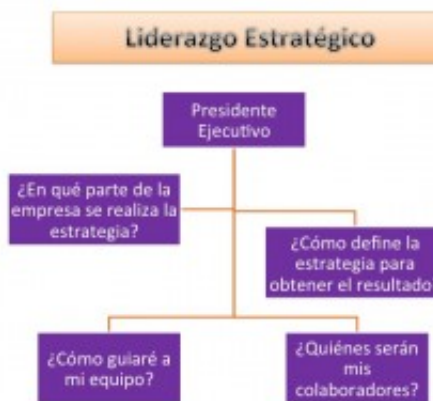 Liderazgo Estratégico
Presidente
Ejecutivo
¿En qué parte de la
empresa se realiza la
estrategia?
¿Cómo define la
estrategia para
obtener el resultado
¿Cómo guiaré a
mi equipo?
¿Quiénes serán
mis
colaboradores?